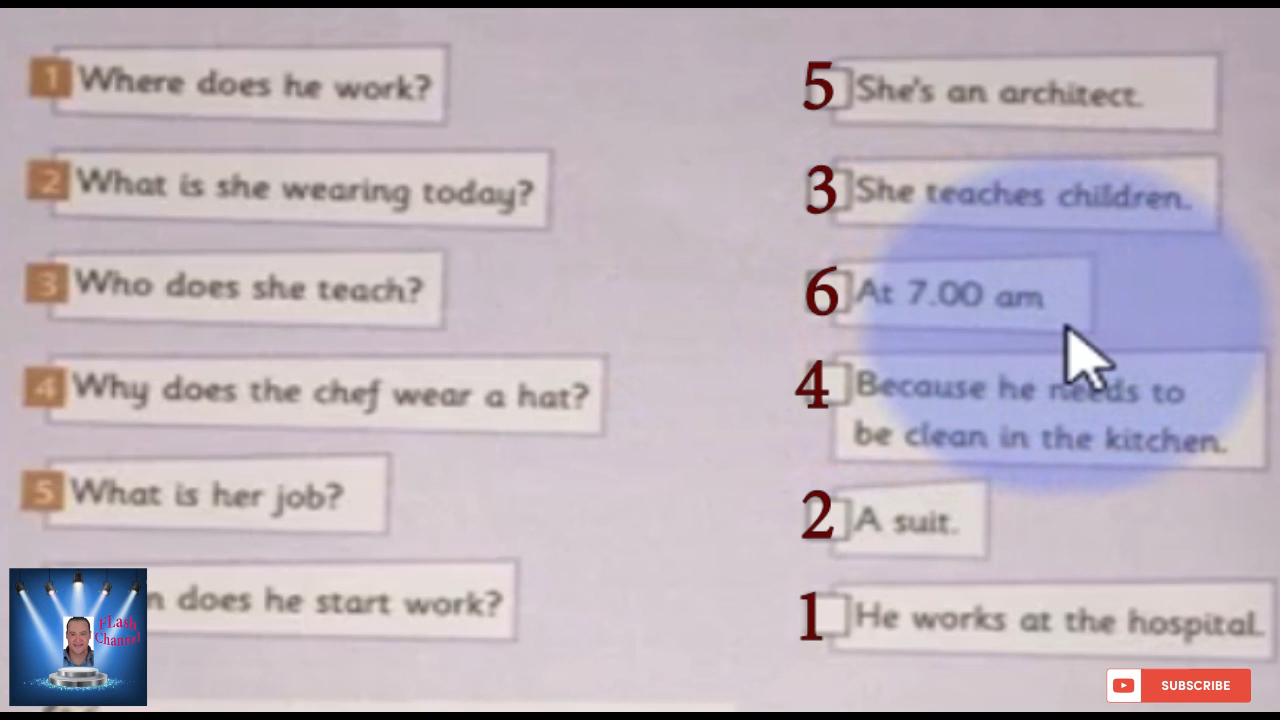 1 Where does he work?
2 What is she wearing today?
3 Who does she teach?
4 Why does the chef wear a hat?
5 What is her job?
n does he start work?
5 She's an architect.
3 She teaches children.
6 At 7.00 am
4 Because he needs to
be clean in the kitchen.
2 A suit.
1 He works at the hospital.
FLash
Channel
SUBSCRIBE